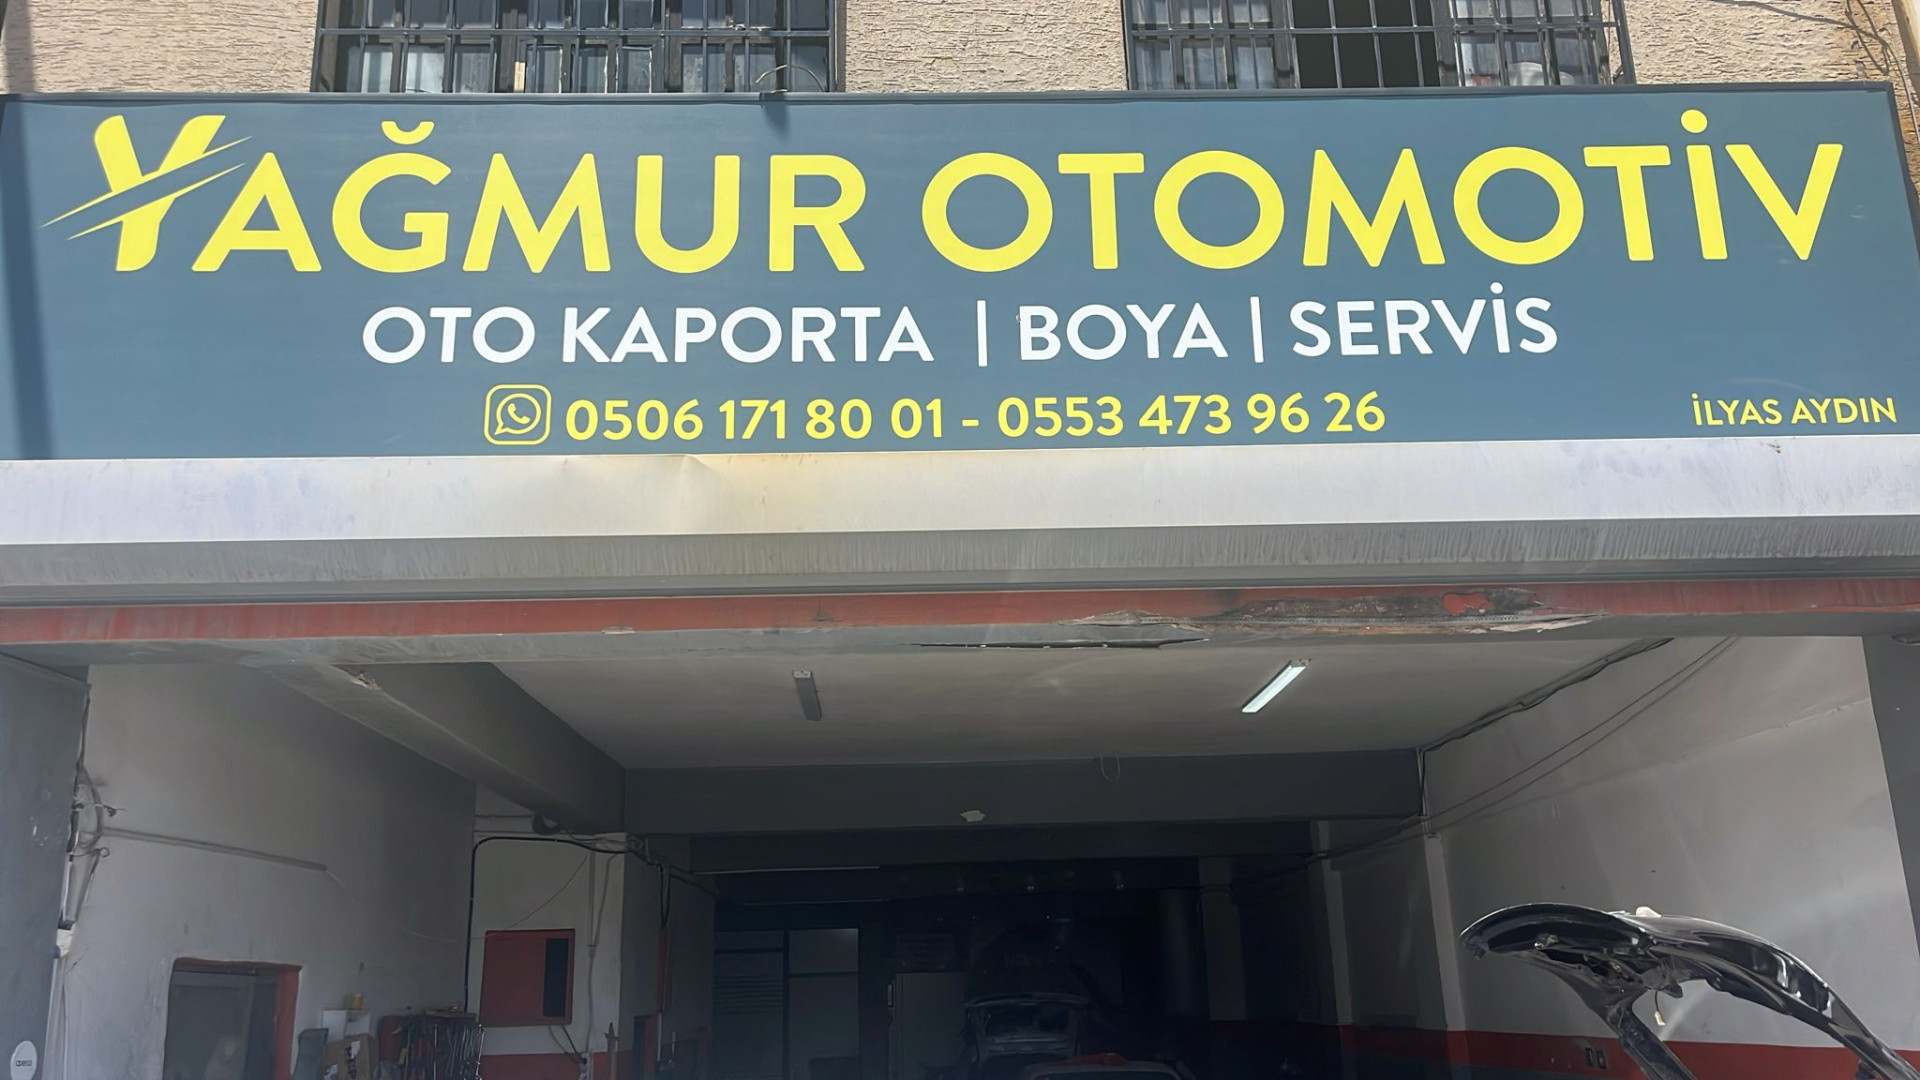 YAĞMUR OTOMOTİV
OTO KAPORTA | BOYA | SERVİS
0506 171 80 01 - 0553 473 96 26
İLYAS AYDIN